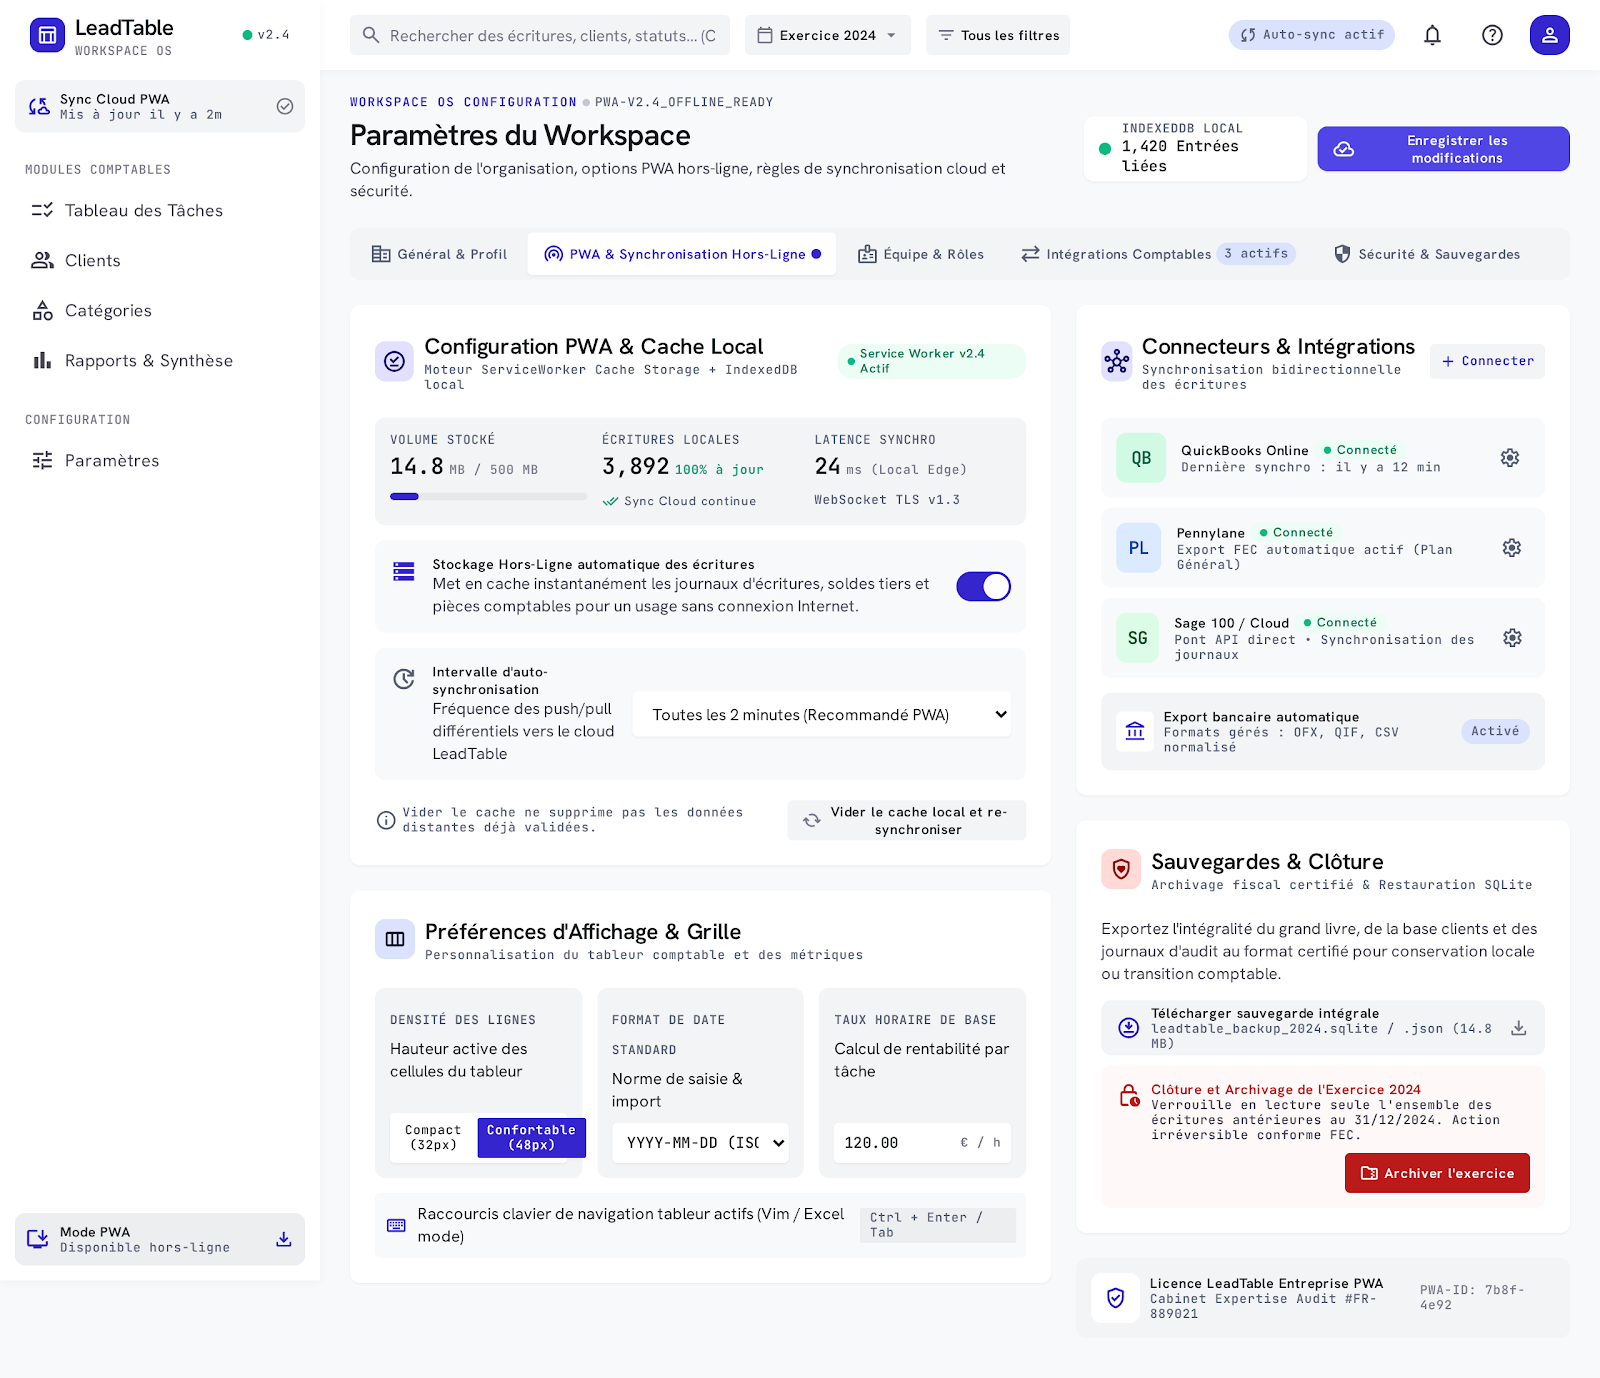 LeadTable
WORKSPACE OS
v2.4
Rechercher des écritures, clients, statuts... (C
Exercice 2024
Tous les filtres
Auto-sync actif
Sync Cloud PWA
Mis à jour il y a 2m
MODULES COMPTABLES
Tableau des Tâches
Clients
Catégories
Rapports & Synthèse
CONFIGURATION
Paramètres
Mode PWA
Disponible hors-ligne
WORKSPACE OS CONFIGURATION
PWA-V2.4_OFFLINE_READY
Paramètres du Workspace
Configuration de l'organisation, options PWA hors-ligne, règles de synchronisation cloud et
sécurité.
INDEXEDDB LOCAL
1,420 Entrées
liées
Enregistrer les
modifications
Général & Profil
PWA & Synchronisation Hors-Ligne
Équipe & Rôles
Intégrations Comptables
3 actifs
Sécurité & Sauvegardes
Configuration PWA & Cache Local
Moteur ServiceWorker Cache Storage + IndexedDB
local
Service Worker v2.4
Actif
VOLUME STOCKÉ
14.8 MB / 500 MB
ÉCRITURES LOCALES
3,892 100% à jour
Sync Cloud continue
LATENCE SYNCHRO
24 ms (Local Edge)
WebSocket TLS v1.3
Stockage Hors-Ligne automatique des écritures
Met en cache instantanément les journaux d'écritures, soldes tiers et
pièces comptables pour un usage sans connexion Internet.
Intervalle d'auto-
synchronisation
Fréquence des push/pull
différentiels vers le cloud
LeadTable
Toutes les 2 minutes (Recommandé PWA)
Vider le cache ne supprime pas les données
distantes déjà validées.
Vider le cache local et re-
synchroniser
Préférences d'Affichage & Grille
Personnalisation du tableur comptable et des métriques
DENSITÉ DES LIGNES
Hauteur active des
cellules du tableur
Compact
(32px)
Confortable
(48px)
FORMAT DE DATE
STANDARD
Norme de saisie &
import
YYYY-MM-DD (ISO
TAUX HORAIRE DE BASE
Calcul de rentabilité par
tâche
120.00
€ / h
Raccourcis clavier de navigation tableur actifs (Vim / Excel
mode)
Ctrl + Enter /
Tab
Connecteurs & Intégrations
Synchronisation bidirectionnelle
des écritures
Connecter
QB
QuickBooks Online
Connecté
Dernière synchro : il y a 12 min
PL
Pennylane
Connecté
Export FEC automatique actif (Plan
Général)
SG
Sage 100 / Cloud
Connecté
Pont API direct • Synchronisation des
journaux
Export bancaire automatique
Formats gérés : OFX, QIF, CSV
normalisé
Activé
Sauvegardes & Clôture
Archivage fiscal certifié & Restauration SQLite
Exportez l'intégralité du grand livre, de la base clients et des
journaux d'audit au format certifié pour conservation locale
ou transition comptable.
Télécharger sauvegarde intégrale
leadtable_backup_2024.sqlite / .json (14.8
MB)
Clôture et Archivage de l'Exercice 2024
Verrouille en lecture seule l'ensemble des
écritures antérieures au 31/12/2024. Action
irréversible conforme FEC.
Archiver l'exercice
Licence LeadTable Entreprise PWA
Cabinet Expertise Audit #FR-
889021
PWA-ID: 7b8f-
4e92